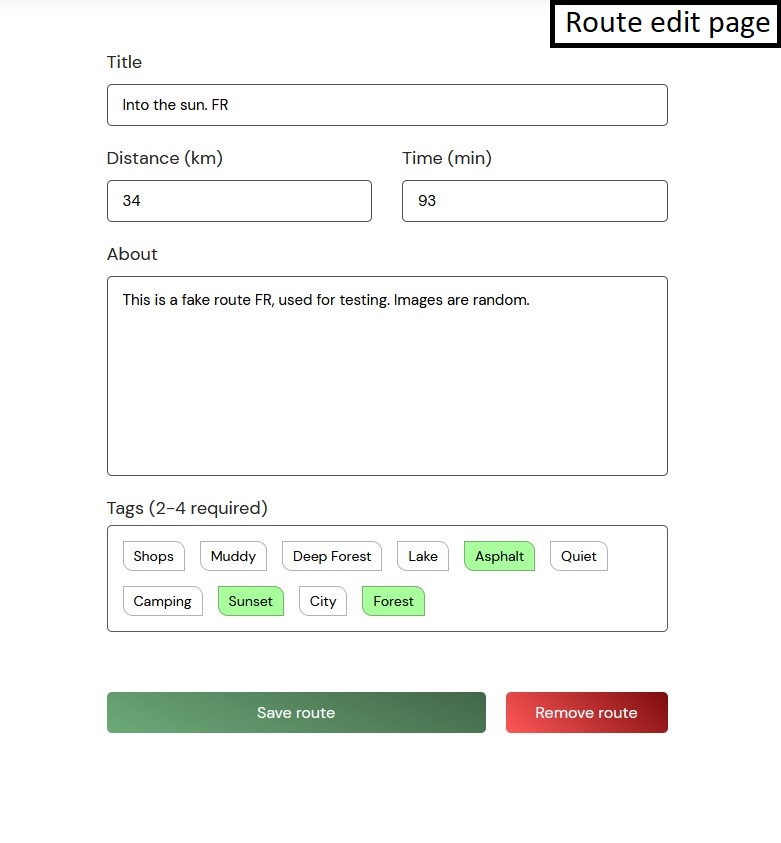 Route edit page
Title
Into the sun. FR
Distance (km) Time (min)
34 93
About
This is a fake route FR, used for testing. Images are random.
Tags (2-4 required)
Shops Muddy Deep Forest Lake Asphalt Quiet
Camping Sunset City Forest
Save route Remove route